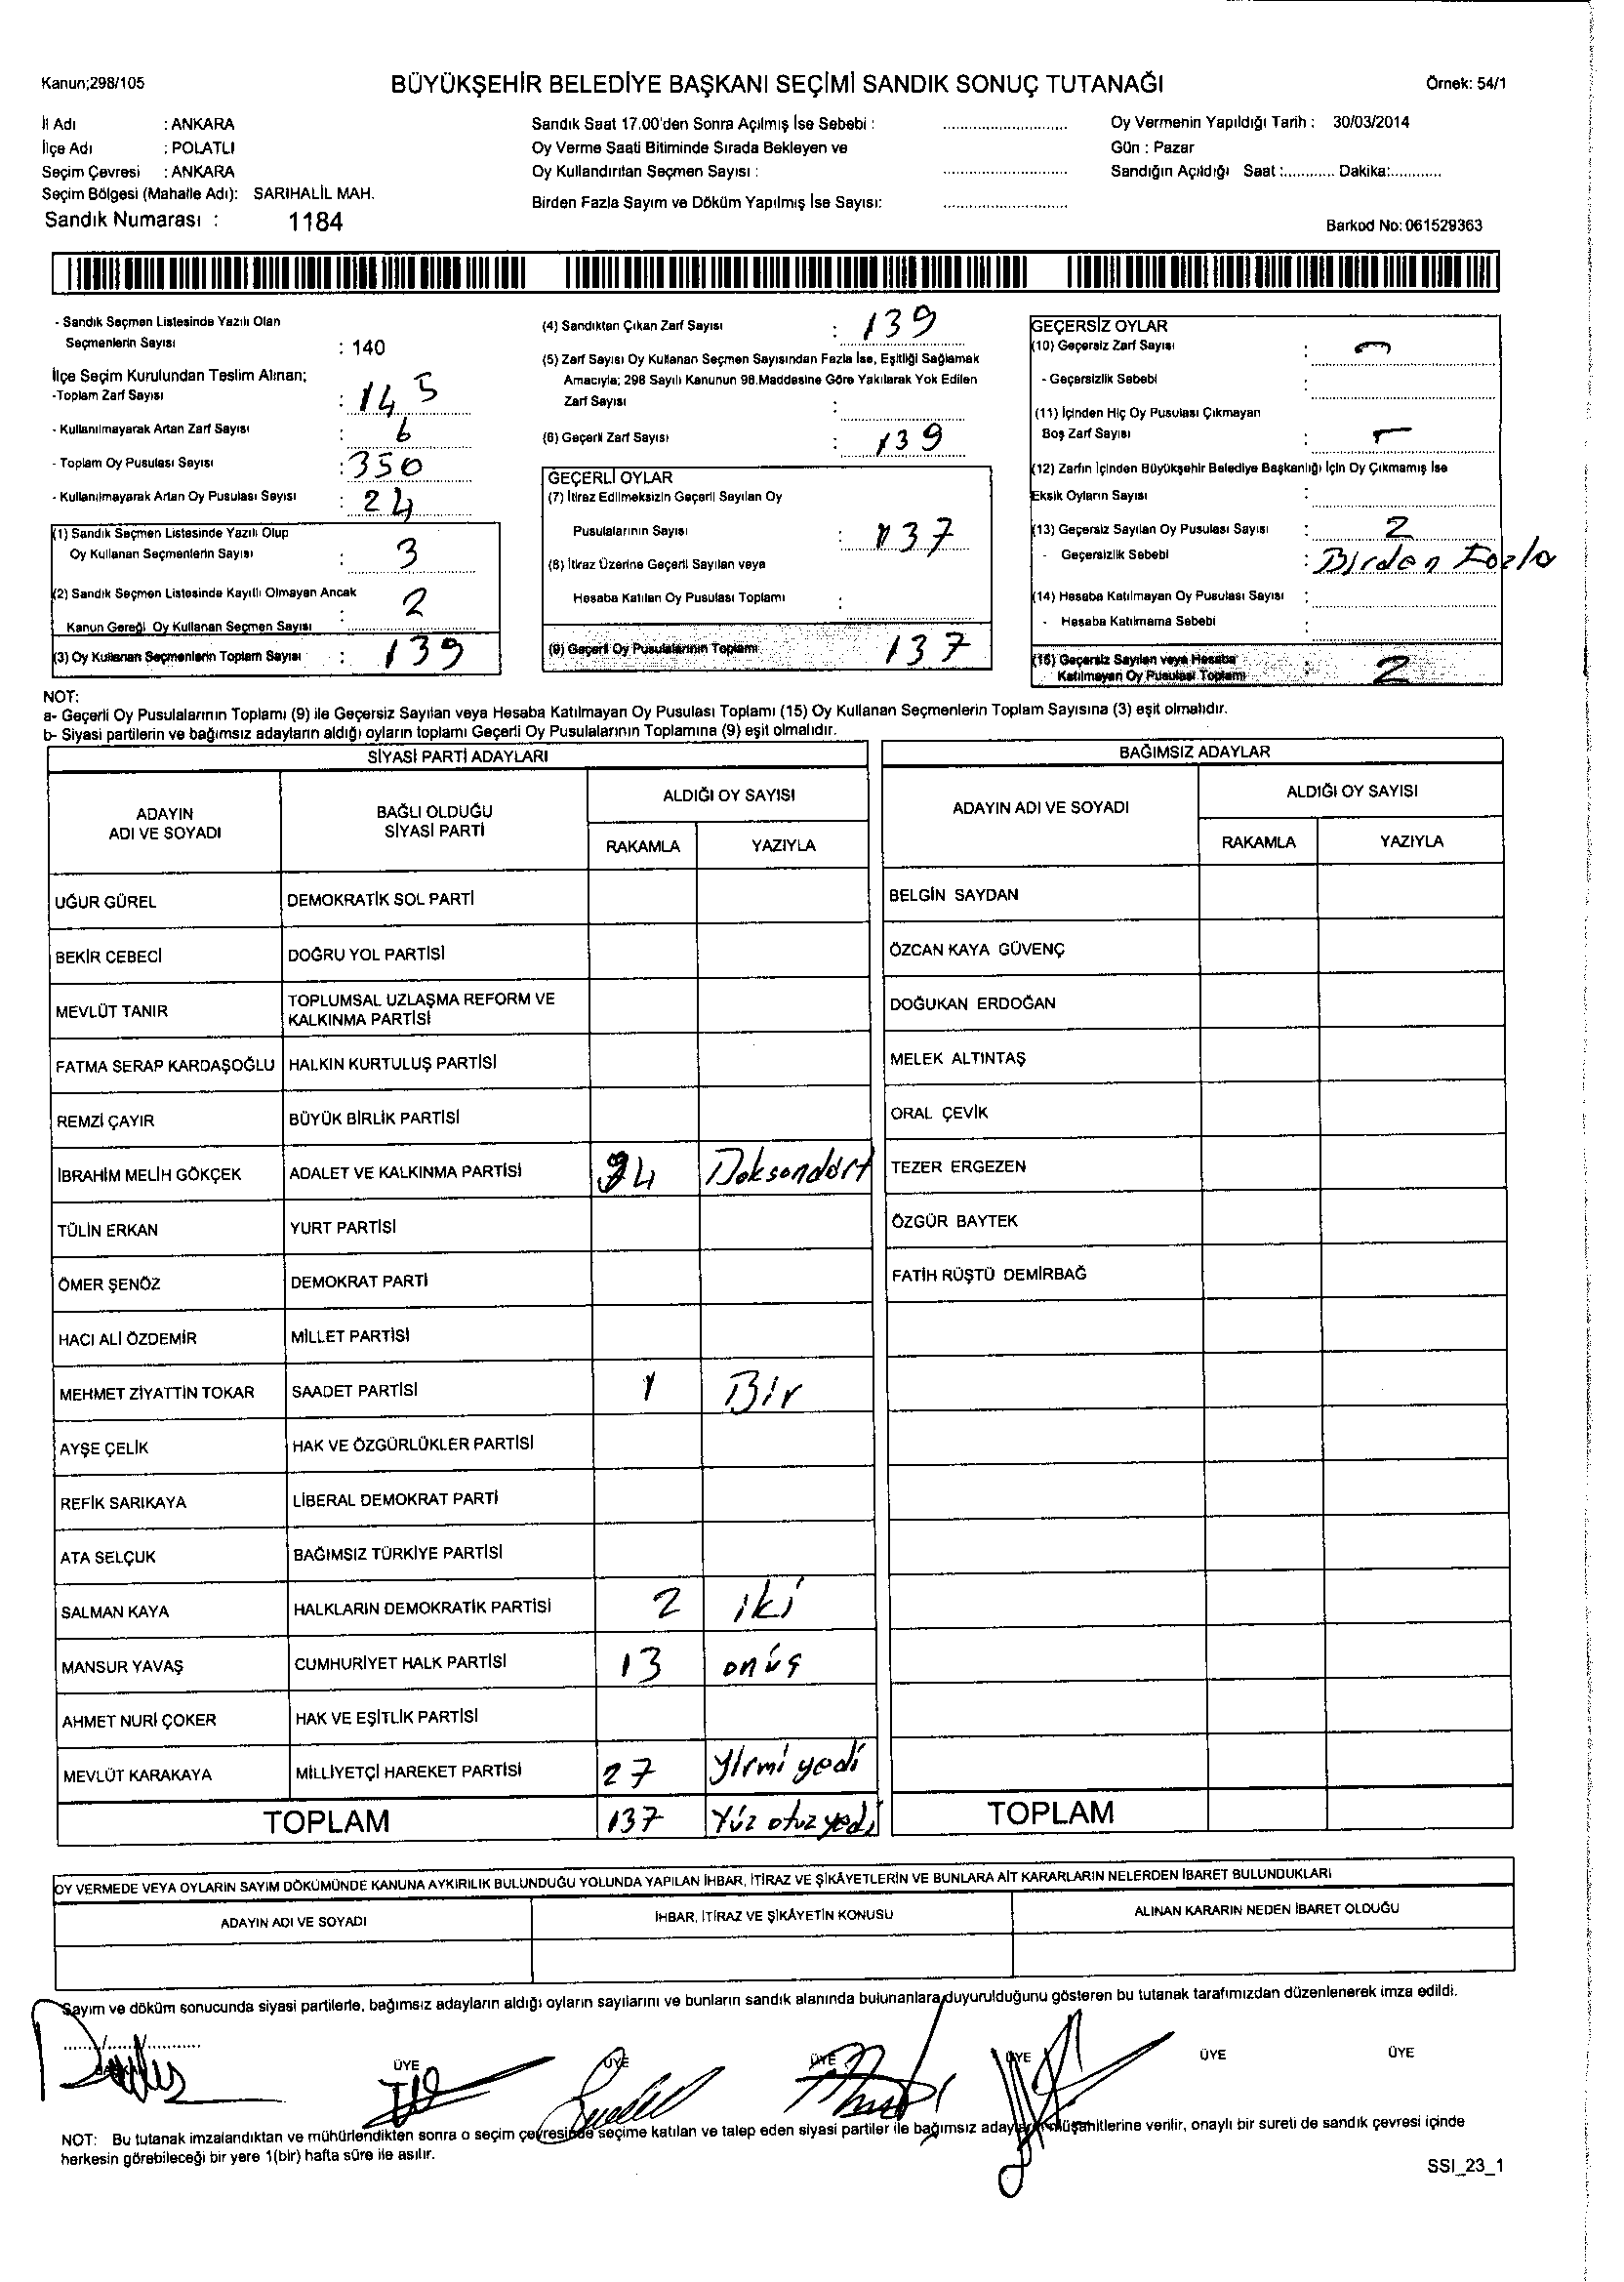 Kanun;298/105
BÜYÜKŞEHİR BELEDİYE BAŞKANI SEÇİMİ SANDIK SONUÇ TUTANAĞI
Örnek: 54/1
İl Adı : ANKARA
İlçe Adı : POLATLI
Seçim Çevresi : ANKARA
Seçim Bölgesi (Mahalle Adı): SARIHALİL MAH.
Sandık Numarası : 1184
Sandık Saat 17.00'den Sonra Açılmış İse Sebebi :
Oy Verme Saati Bitiminde Sırada Bekleyen ve
Oy Kullandırılan Seçmen Sayısı :
Birden Fazla Sayım ve Döküm Yapılmış İse Sayısı:
Oy Vermenin Yapıldığı Tarih : 30/03/2014
Gün : Pazar
Sandığın Açıldığı Saat :............ Dakika:............
Barkod No: 061529363
- Sandık Seçmen Listesinde Yazılı Olan
Seçmenlerin Sayısı : 140
İlçe Seçim Kurulundan Teslim Alınan;
-Toplam Zarf Sayısı : 145
- Kullanılmayarak Artan Zarf Sayısı : 6
- Toplam Oy Pusulası Sayısı : 350
- Kullanılmayarak Artan Oy Pusulası Sayısı : 24
(1) Sandık Seçmen Listesinde Yazılı Olup
Oy Kullanan Seçmenlerin Sayısı : 3
(2) Sandık Seçmen Listesinde Kayıtlı Olmayan Ancak
Kanun Gereği Oy Kullanan Seçmen Sayısı : 2
(3) Oy Kullanan Seçmenlerin Toplam Sayısı : 139
(4) Sandıktan Çıkan Zarf Sayısı : 139
(5) Zarf Sayısı Oy Kullanan Seçmen Sayısından Fazla İse, Eşitliği Sağlamak
Amacıyla; 298 Sayılı Kanunun 98.Maddesine Göre Yakılarak Yok Edilen
Zarf Sayısı :
(6) Geçerli Zarf Sayısı : 139
GEÇERLİ OYLAR
(7) İtiraz Edilmeksizin Geçerli Sayılan Oy
Pusulalarının Sayısı : 137
(8) İtiraz Üzerine Geçerli Sayılan veya
Hesaba Katılan Oy Pusulası Toplamı :
(9) Geçerli Oy Pusulalarının Toplamı 137
GEÇERSİZ OYLAR
(10) Geçersiz Zarf Sayısı : -
- Geçersizlik Sebebi :
(11) İçinden Hiç Oy Pusulası Çıkmayan
Boş Zarf Sayısı : -
(12) Zarfın İçinden Büyükşehir Belediye Başkanlığı İçin Oy Çıkmamış İse
Eksik Oyların Sayısı :
(13) Geçersiz Sayılan Oy Pusulası Sayısı : 2
- Geçersizlik Sebebi : Birden Fazla
(14) Hesaba Katılmayan Oy Pusulası Sayısı :
- Hesaba Katılmama Sebebi :
(15) Geçersiz Sayılan veya Hesaba
Katılmayan Oy Pusulası Toplamı : 2
NOT:
a- Geçerli Oy Pusulalarının Toplamı (9) ile Geçersiz Sayılan veya Hesaba Katılmayan Oy Pusulası Toplamı (15) Oy Kullanan Seçmenlerin Toplam Sayısına (3) eşit olmalıdır.
b- Siyasi partilerin ve bağımsız adayların aldığı oyların toplamı Geçerli Oy Pusulalarının Toplamına (9) eşit olmalıdır.
SİYASİ PARTİ ADAYLARI
ADAYIN
ADI VE SOYADI
BAĞLI OLDUĞU
SİYASİ PARTİ
ALDIĞI OY SAYISI
RAKAMLA YAZIYLA
UĞUR GÜREL DEMOKRATİK SOL PARTİ
BEKİR CEBECİ DOĞRU YOL PARTİSİ
MEVLÜT TANIR TOPLUMSAL UZLAŞMA REFORM VE
KALKINMA PARTİSİ
FATMA SERAP KARDAŞOĞLU HALKIN KURTULUŞ PARTİSİ
REMZİ ÇAYIR BÜYÜK BİRLİK PARTİSİ
İBRAHİM MELİH GÖKÇEK ADALET VE KALKINMA PARTİSİ 94 Doksandört
TÜLİN ERKAN YURT PARTİSİ
ÖMER ŞENÖZ DEMOKRAT PARTİ
HACI ALİ ÖZDEMİR MİLLET PARTİSİ
MEHMET ZİYATTİN TOKAR SAADET PARTİSİ 1 Bir
AYŞE ÇELİK HAK VE ÖZGÜRLÜKLER PARTİSİ
REFİK SARIKAYA LİBERAL DEMOKRAT PARTİ
ATA SELÇUK BAĞIMSIZ TÜRKİYE PARTİSİ
SALMAN KAYA HALKLARIN DEMOKRATİK PARTİSİ 2 iki
MANSUR YAVAŞ CUMHURİYET HALK PARTİSİ 13 onüç
AHMET NURİ ÇOKER HAK VE EŞİTLİK PARTİSİ
MEVLÜT KARAKAYA MİLLİYETÇİ HAREKET PARTİSİ 27 Yirmi yedi
TOPLAM 137 Yüz otuz yedi
BAĞIMSIZ ADAYLAR
ADAYIN ADI VE SOYADI
ALDIĞI OY SAYISI
RAKAMLA YAZIYLA
BELGİN SAYDAN
ÖZCAN KAYA GÜVENÇ
DOĞUKAN ERDOĞAN
MELEK ALTINTAŞ
ORAL ÇEVİK
TEZER ERGEZEN
ÖZGÜR BAYTEK
FATİH RÜŞTÜ DEMİRBAĞ
TOPLAM
OY VERMEDE VEYA OYLARIN SAYIM DÖKÜMÜNDE KANUNA AYKIRILIK BULUNDUĞU YOLUNDA YAPILAN İHBAR, İTİRAZ VE ŞİKÂYETLERİN VE BUNLARA AİT KARARLARIN NELERDEN İBARET BULUNDUKLARI
ADAYIN ADI VE SOYADI İHBAR, İTİRAZ VE ŞİKÂYETİN KONUSU ALINAN KARARIN NEDEN İBARET OLDUĞU
Sayım ve döküm sonucunda siyasi partilerle, bağımsız adayların aldığı oyların sayılarını ve bunların sandık alanında bulunanlara duyurulduğunu gösteren bu tutanak tarafımızdan düzenlenerek imza edildi.
ÜYE ÜYE ÜYE ÜYE ÜYE ÜYE
NOT: Bu tutanak imzalandıktan ve mühürlendikten sonra o seçim çevresinde seçime katılan ve talep eden siyasi partiler ile bağımsız adayların müşahitlerine verilir, onaylı bir sureti de sandık çevresi içinde
herkesin görebileceği bir yere 1(bir) hafta süre ile asılır.
SSI_23_1